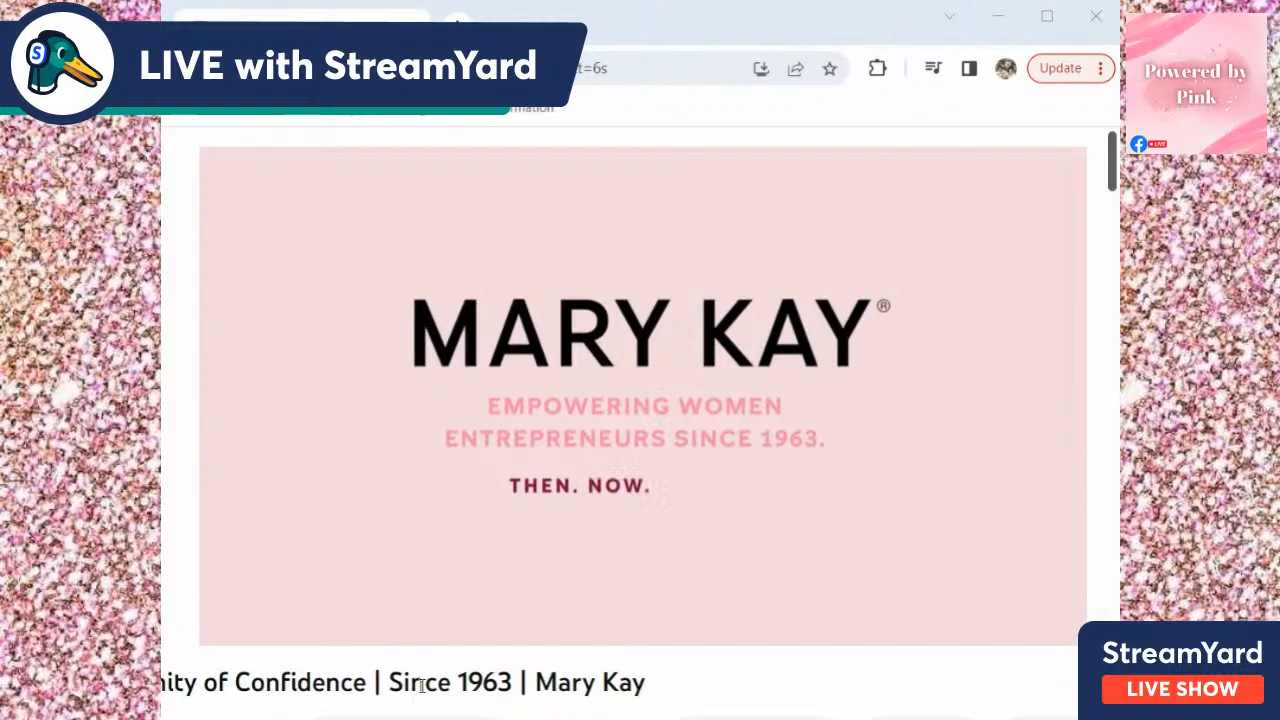 LIVE with StreamYard
S
t=6s
Update
Powered by
Pink
LIVE
MARY KAY®
EMPOWERING WOMEN
ENTREPRENEURS SINCE 1963.
THEN. NOW.
nity of Confidence | Since 1963 | Mary Kay
StreamYard
LIVE SHOW